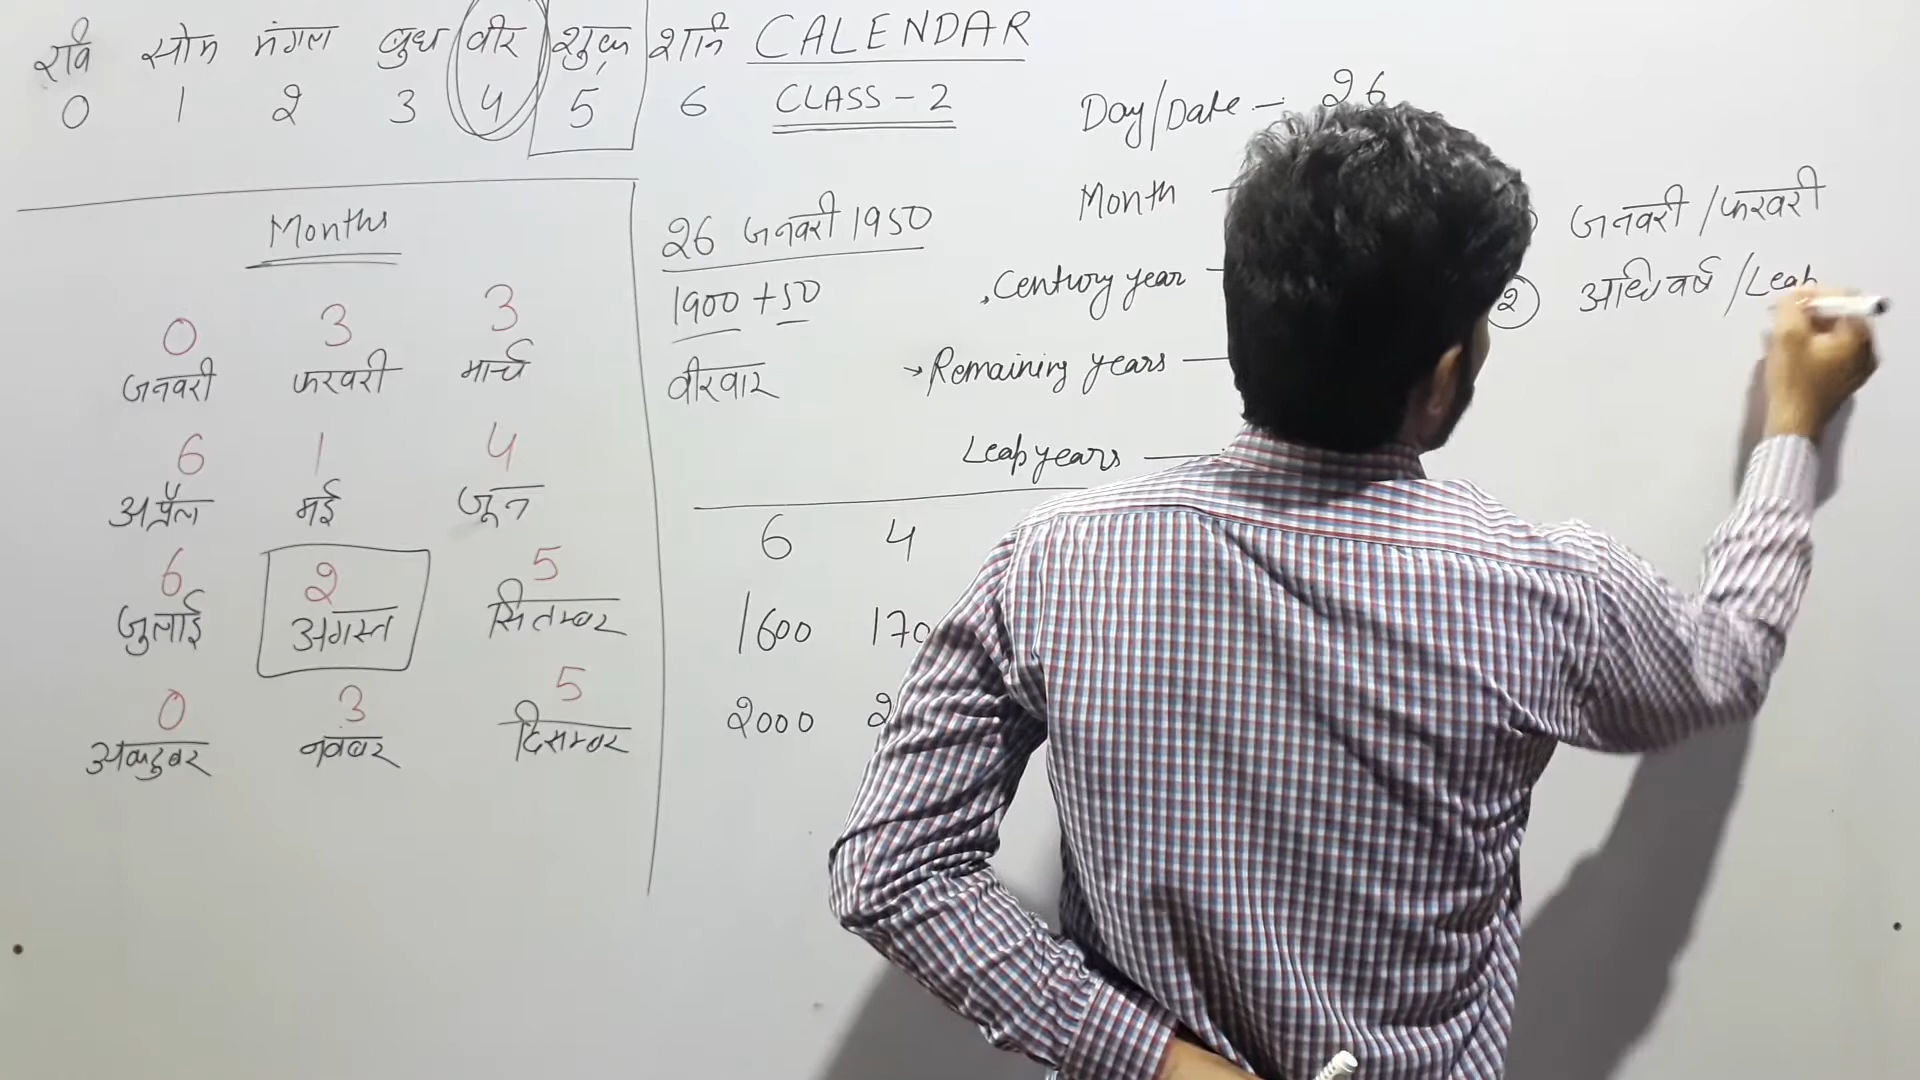 रवि सोम मंगल बुध वीर शुक्र शनि
0 1 2 3 4 5 6
CALENDAR
CLASS - 2
Months
0 3 3
जनवरी फरवरी मार्च
6 1 4
अप्रैल मई जून
6 2 5
जुलाई अगस्त सितम्बर
0 3 5
अक्टुबर नवंबर दिसम्बर
26 जनवरी 1950
1900 + 50
वीरवार
Day/Date - 26
Month -
Century year -
→ Remaining years -
Leap years -
6 4
1600 170
2000 2
जनवरी / फरवरी
② अधिवर्ष / Leap